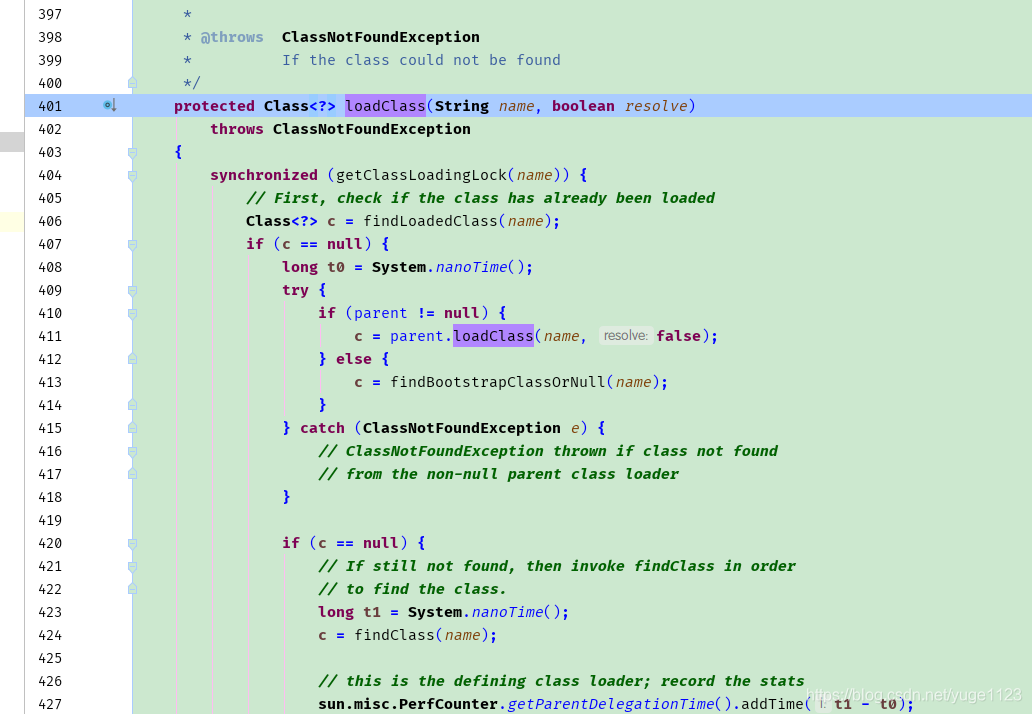 397 *
398 * @throws ClassNotFoundException
399 * If the class could not be found
400 */
401 protected Class<?> loadClass(String name, boolean resolve)
402 throws ClassNotFoundException
403 {
404 synchronized (getClassLoadingLock(name)) {
405 // First, check if the class has already been loaded
406 Class<?> c = findLoadedClass(name);
407 if (c == null) {
408 long t0 = System.nanoTime();
409 try {
410 if (parent != null) {
411 c = parent.loadClass(name, resolve: false);
412 } else {
413 c = findBootstrapClassOrNull(name);
414 }
415 } catch (ClassNotFoundException e) {
416 // ClassNotFoundException thrown if class not found
417 // from the non-null parent class loader
418 }
419
420 if (c == null) {
421 // If still not found, then invoke findClass in order
422 // to find the class.
423 long t1 = System.nanoTime();
424 c = findClass(name);
425
426 // this is the defining class loader; record the stats
427 sun.misc.PerfCounter.getParentDelegationTime().addTime( l: t1 - t0);
https://blog.csdn.net/yuge1123